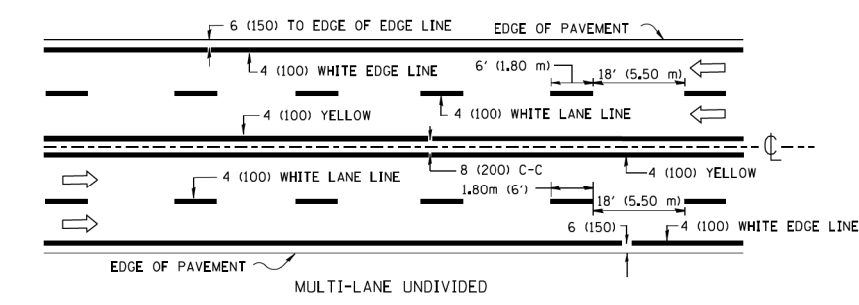 6 (150) TO EDGE OF EDGE LINE
EDGE OF PAVEMENT
4 (100) WHITE EDGE LINE
6' (1.80 m)
18' (5.50 m)
4 (100) YELLOW
4 (100) WHITE LANE LINE
℄
4 (100) WHITE LANE LINE
8 (200) C-C
4 (100) YELLOW
1.80m (6')
18' (5.50 m)
6 (150)
4 (100) WHITE EDGE LINE
EDGE OF PAVEMENT
MULTI-LANE UNDIVIDED